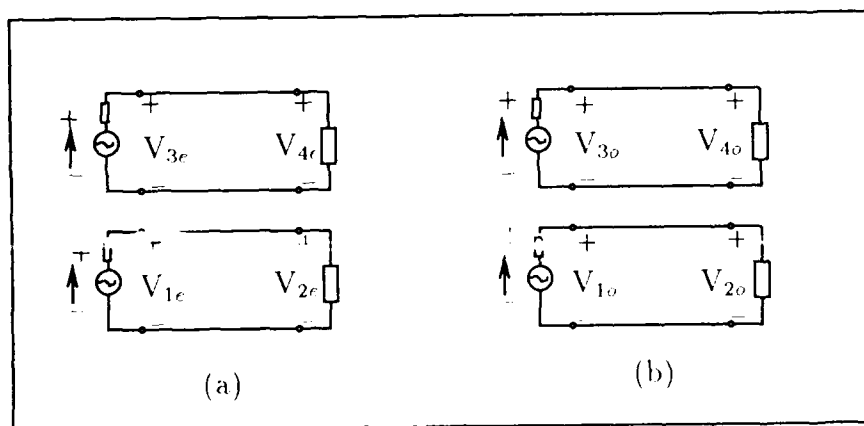 + + + + + +
V₃ₑ V₄ₑ V₃ₒ V₄ₒ
− − − − − −
+ + +
V₁ₑ V₂ₑ V₁ₒ V₂ₒ
− − − − − −
(a) (b)